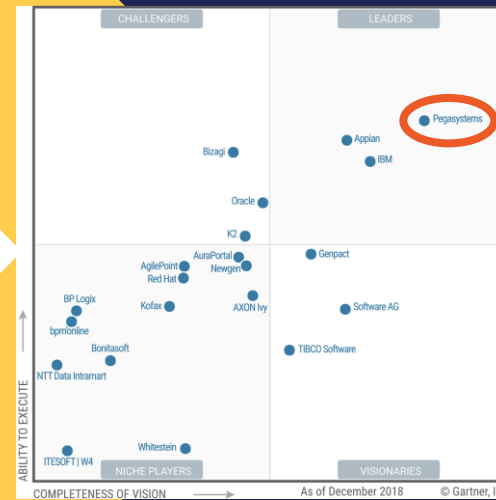 CHALLENGERS
LEADERS
Pegasystems
Appian
Bizagi
IBM
Oracle
K2
AuraPortal
Genpact
AgilePoint
Newgen
Red Hat
BP Logix
Kofax
AXON Ivy
Software AG
bpm'online
Bonitasoft
TIBCO Software
NTT Data Intramart
ABILITY TO EXECUTE
Whitestein
ITESOFT | W4
NICHE PLAYERS
VISIONARIES
COMPLETENESS OF VISION
As of December 2018
© Gartner, I